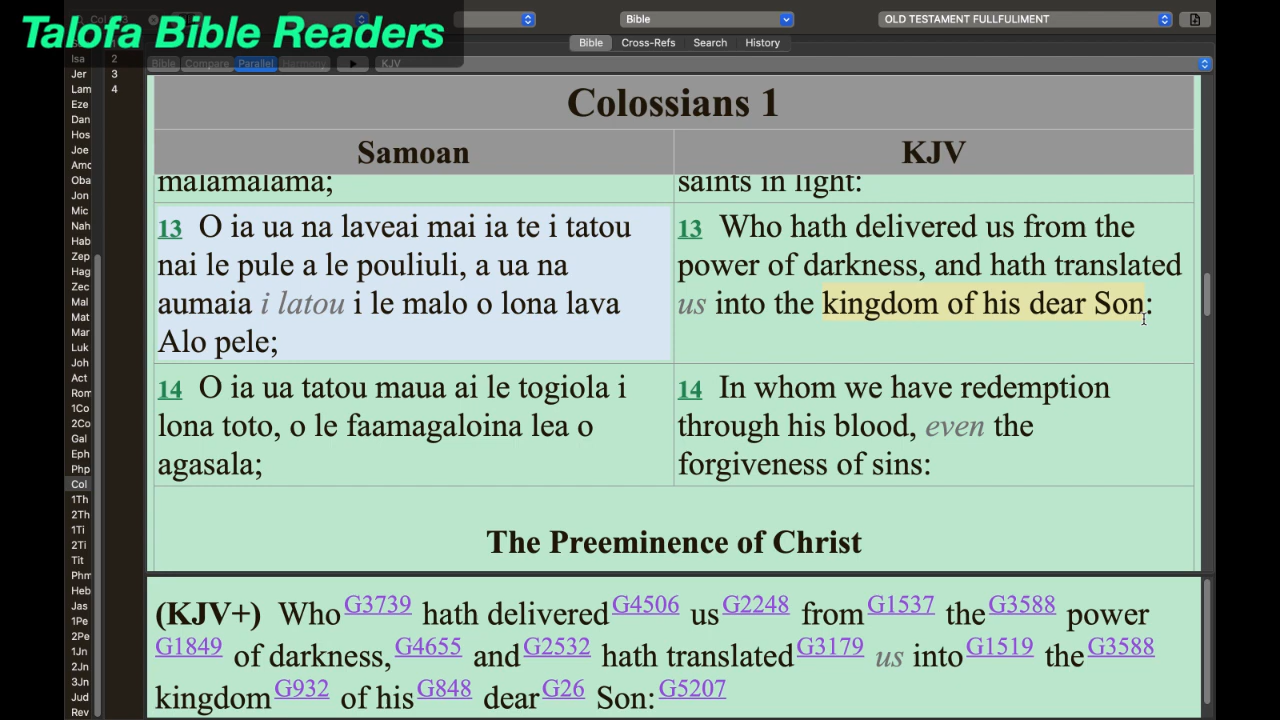 Talofa Bible Readers
Bible
OLD TESTAMENT FULLFULIMENT
Bible Cross-Refs Search History
Bible Compare Parallel Harmony KJV
Isa
Jer
Lam
Eze
Dan
Hos
Joe
Amo
Oba
Jon
Mic
Nah
Hab
Zep
Hag
Zec
Mal
Mat
Mar
Luk
Joh
Act
Rom
1Co
2Co
Gal
Eph
Php
Col
1Th
2Th
1Ti
2Ti
Tit
Phm
Heb
Jas
1Pe
2Pe
1Jn
2Jn
3Jn
Jud
Rev
2
3
4
Colossians 1
Samoan
malamalama;
13 O ia ua na laveai mai ia te i tatou
nai le pule a le pouliuli, a ua na
aumaia i latou i le malo o lona lava
Alo pele;
14 O ia ua tatou maua ai le togiola i
lona toto, o le faamagaloina lea o
agasala;
KJV
saints in light:
13 Who hath delivered us from the
power of darkness, and hath translated
us into the kingdom of his dear Son:
14 In whom we have redemption
through his blood, even the
forgiveness of sins:
The Preeminence of Christ
(KJV+) Who G3739 hath delivered G4506 us G2248 from G1537 the G3588 power
G1849 of darkness, G4655 and G2532 hath translated G3179 us into G1519 the G3588
kingdom G932 of his G848 dear G26 Son: G5207